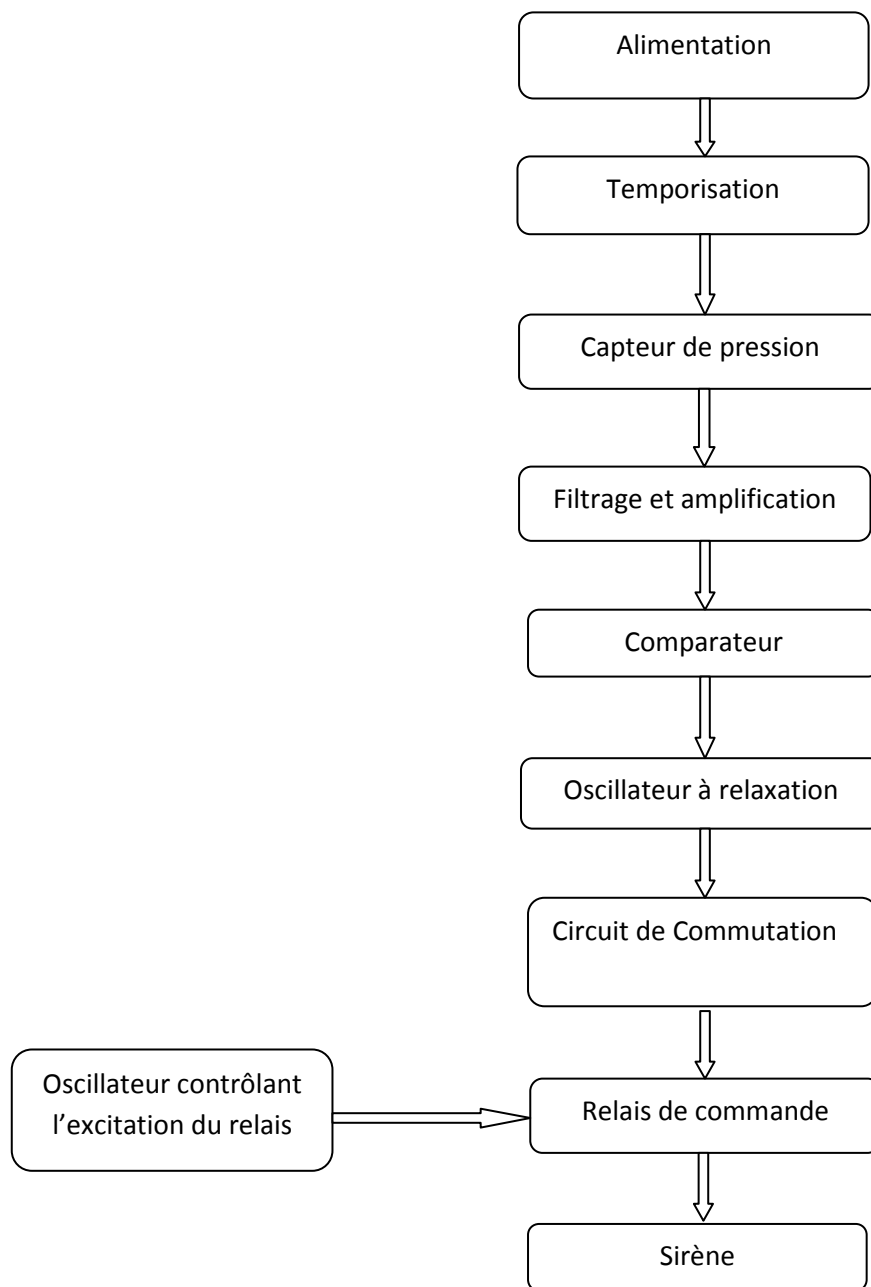 Alimentation
Temporisation
Capteur de pression
Filtrage et amplification
Comparateur
Oscillateur à relaxation
Circuit de Commutation
Oscillateur contrôlant
l’excitation du relais
Relais de commande
Sirène